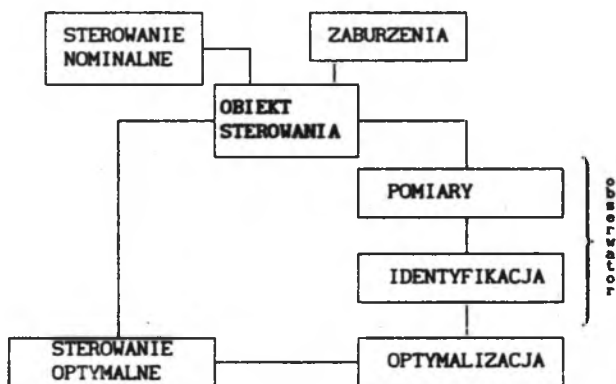 STEROWANIE
NOMINALNE
ZABURZENIA
OBIEKT
STEROWANIA
POMIARY
IDENTYFIKACJA
obserwator
STEROWANIE
OPTYMALNE
OPTYMALIZACJA